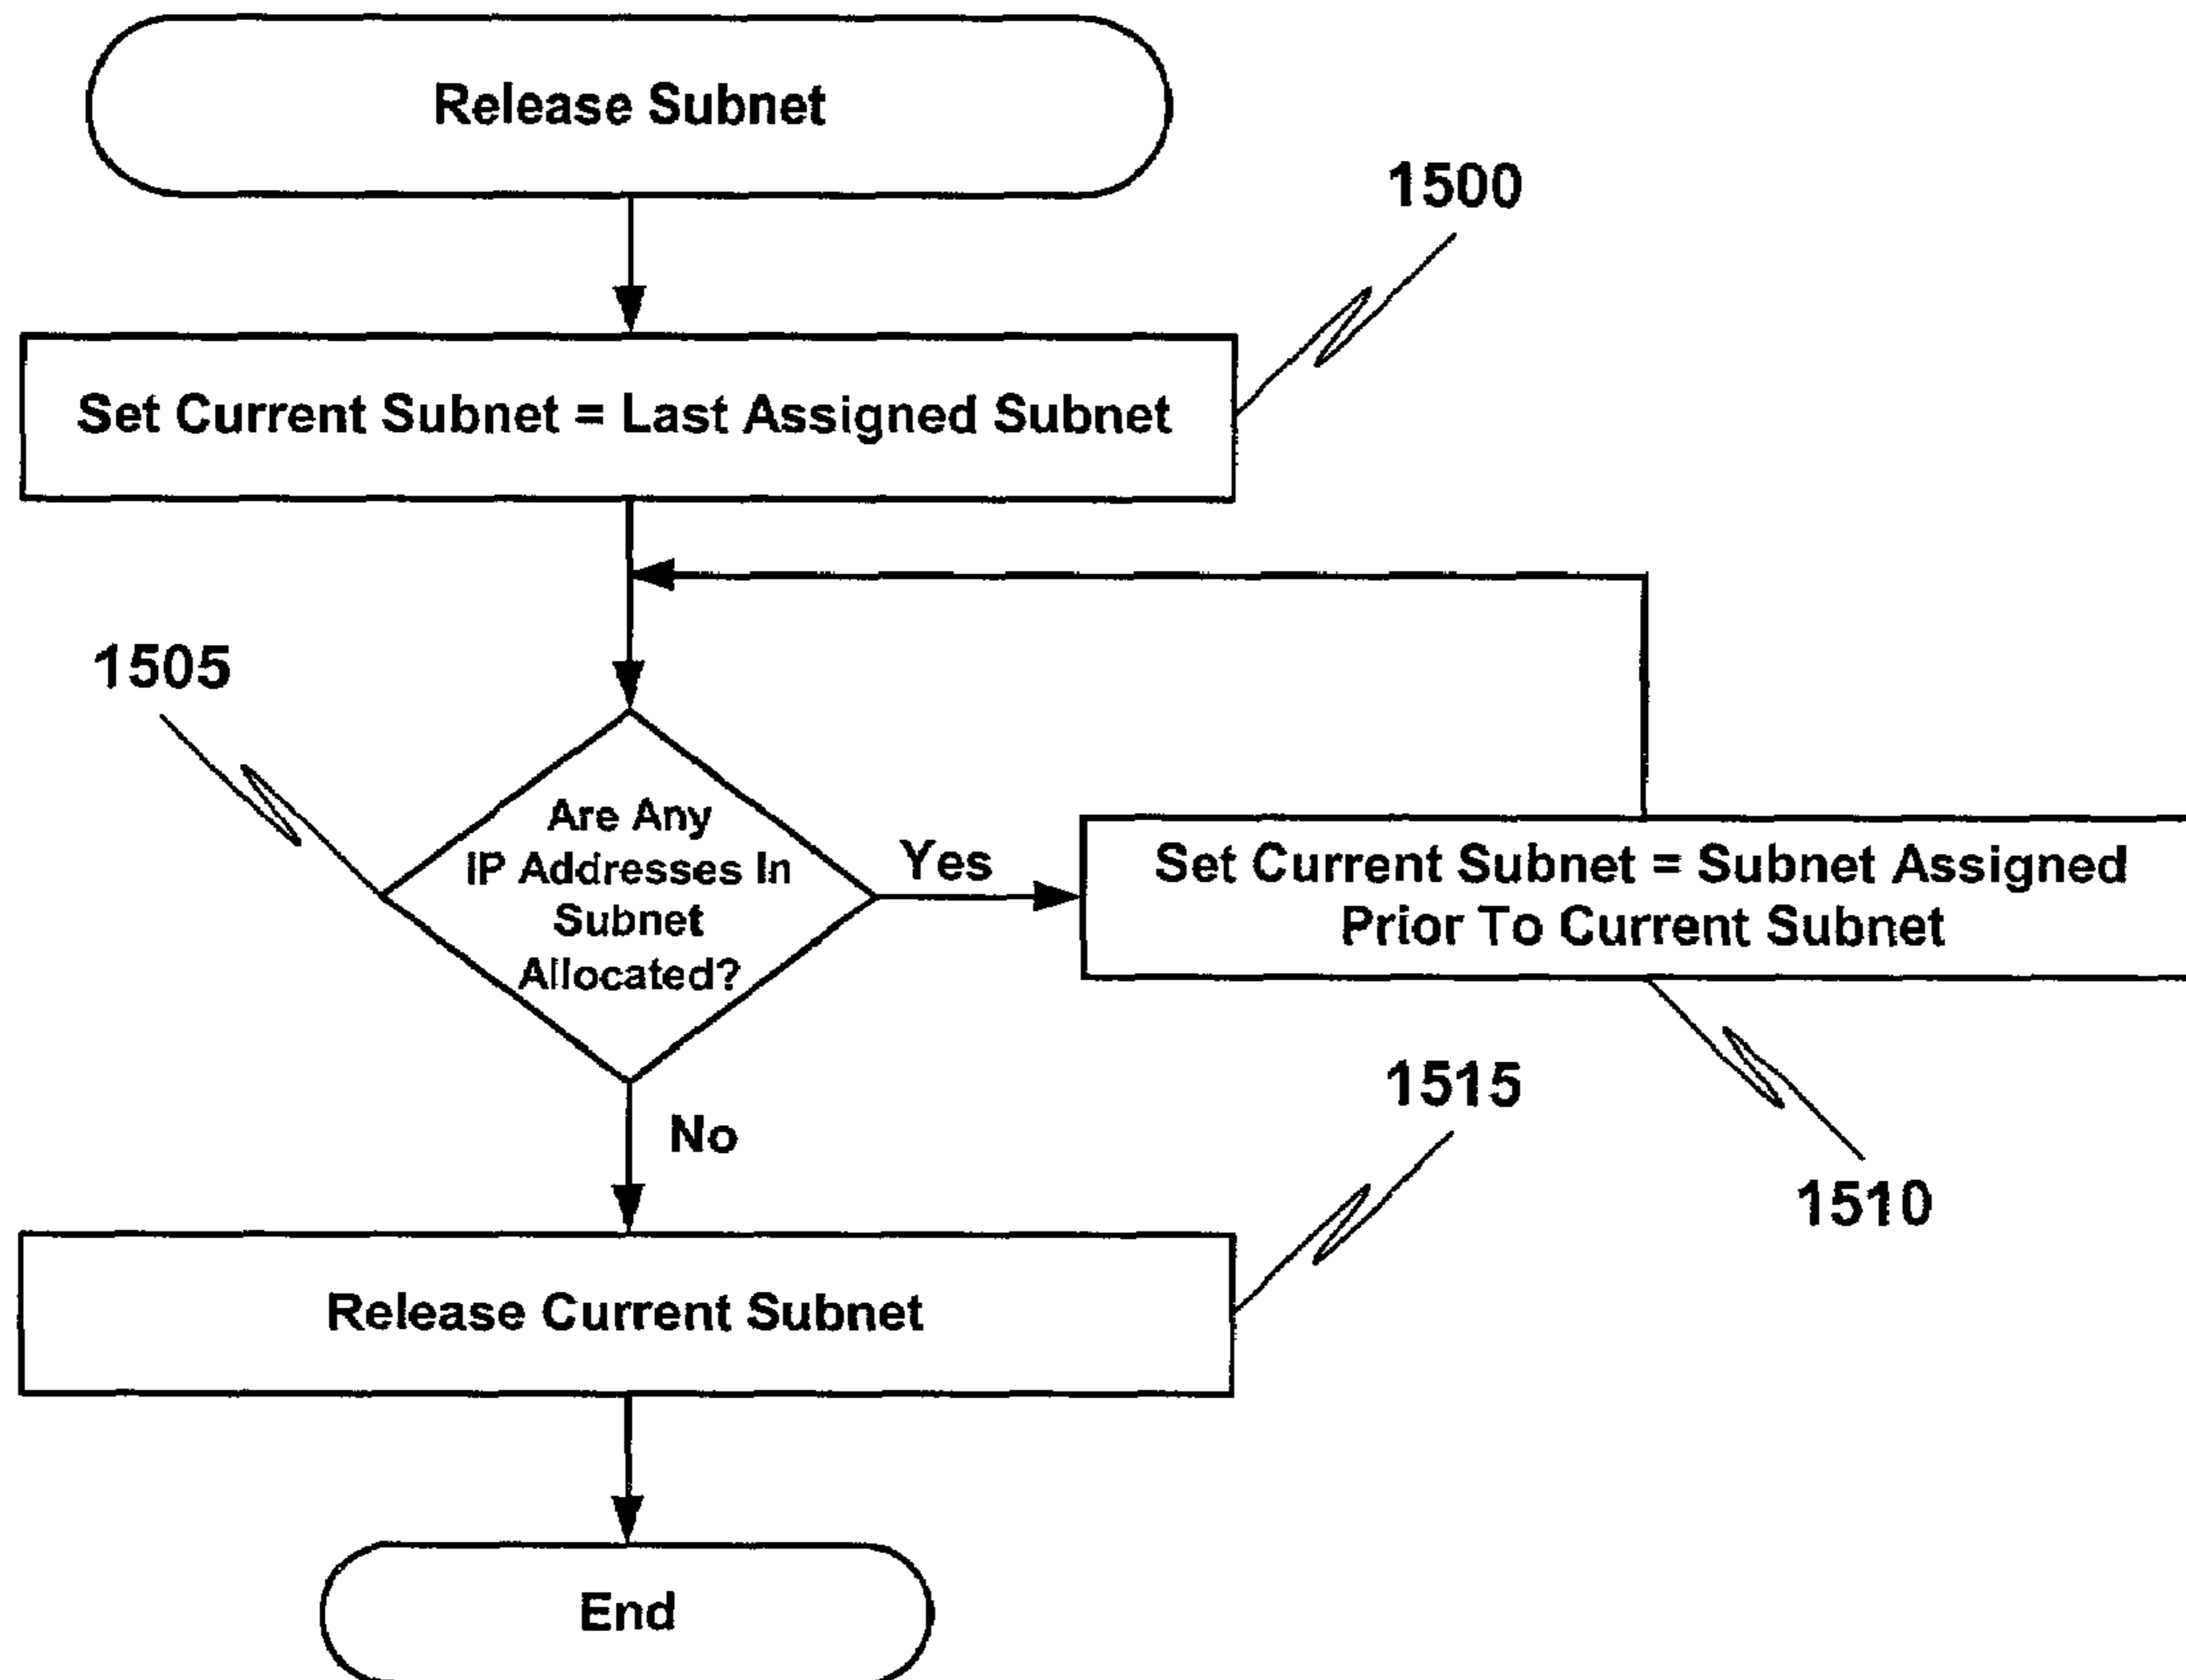 Release Subnet
1500
Set Current Subnet = Last Assigned Subnet
1505
Are Any
IP Addresses In
Subnet
Allocated?
Yes
Set Current Subnet = Subnet Assigned
Prior To Current Subnet
1510
No
1515
Release Current Subnet
End